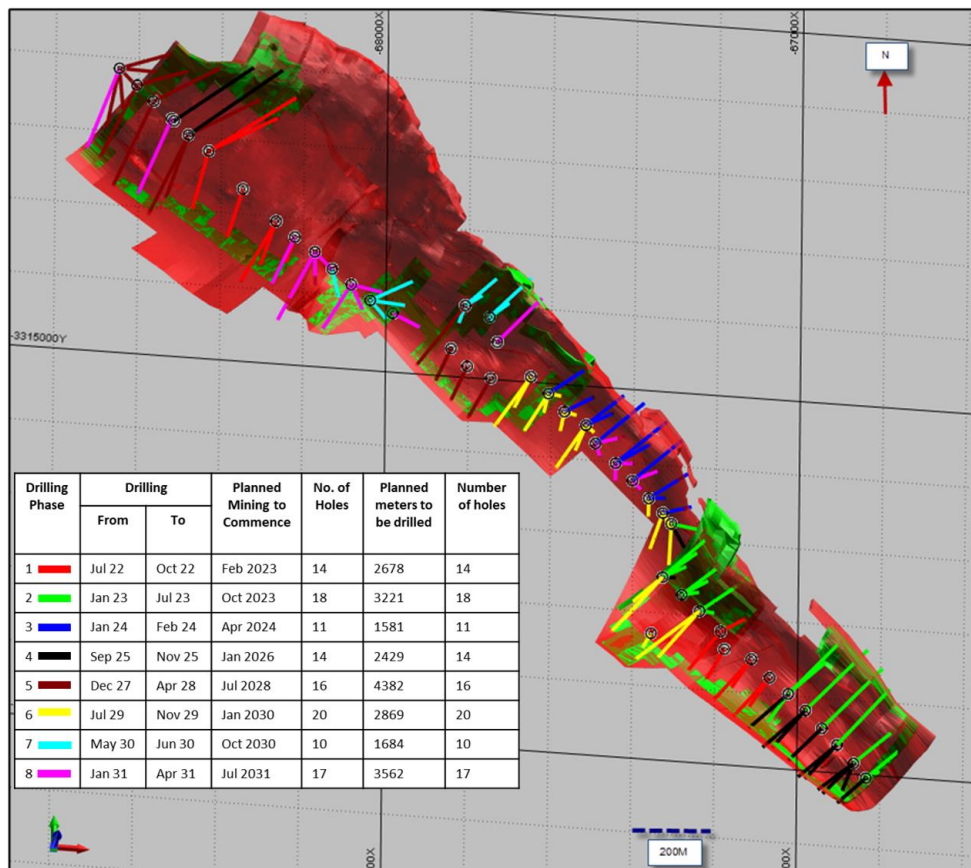 -68000X
-67000X
N
-3315000Y
Drilling Phase | Drilling | Planned Mining to Commence | No. of Holes | Planned meters to be drilled | Number of holes
From | To
1 | Jul 22 | Oct 22 | Feb 2023 | 14 | 2678 | 14
2 | Jan 23 | Jul 23 | Oct 2023 | 18 | 3221 | 18
3 | Jan 24 | Feb 24 | Apr 2024 | 11 | 1581 | 11
4 | Sep 25 | Nov 25 | Jan 2026 | 14 | 2429 | 14
5 | Dec 27 | Apr 28 | Jul 2028 | 16 | 4382 | 16
6 | Jul 29 | Nov 29 | Jan 2030 | 20 | 2869 | 20
7 | May 30 | Jun 30 | Oct 2030 | 10 | 1684 | 10
8 | Jan 31 | Apr 31 | Jul 2031 | 17 | 3562 | 17
200M